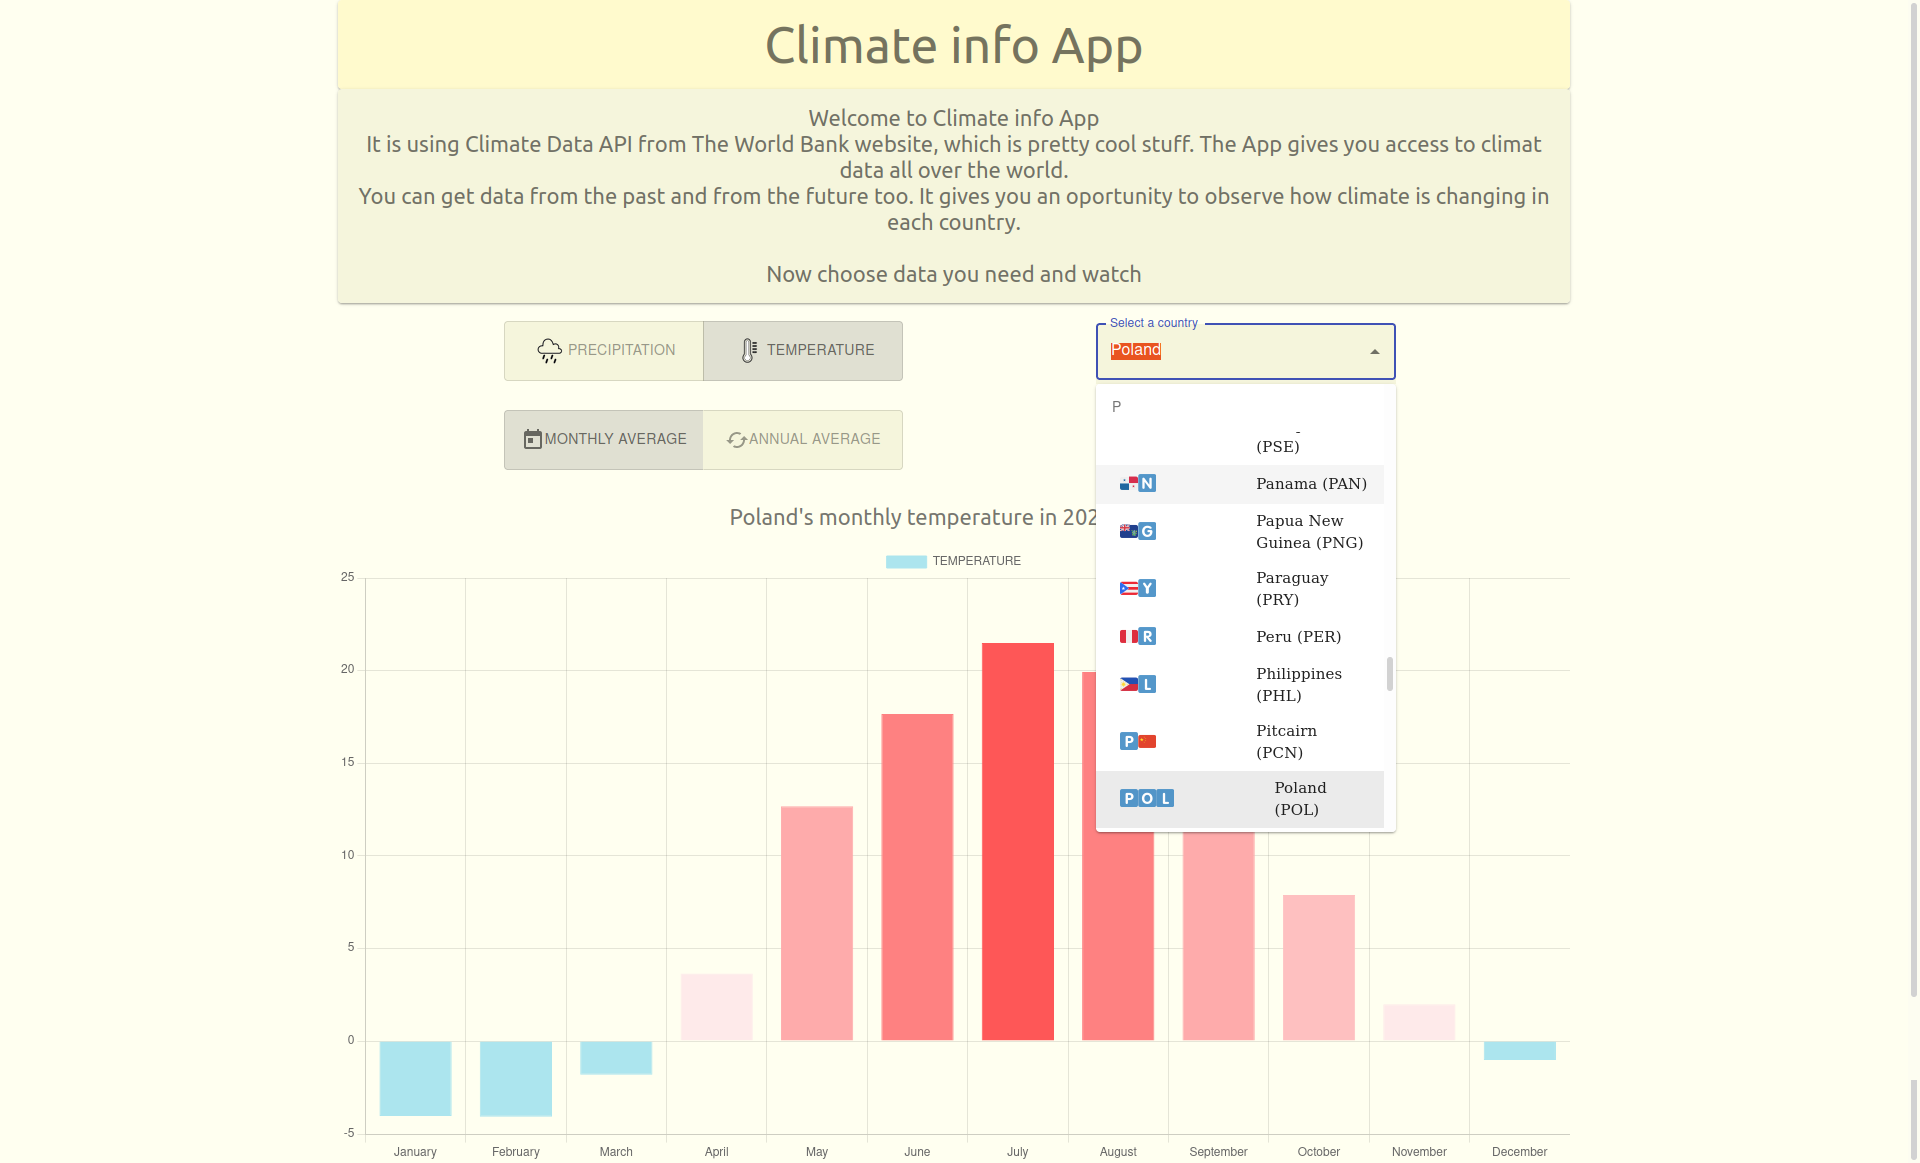 Climate info App
Welcome to Climate info App
It is using Climate Data API from The World Bank website, which is pretty cool stuff. The App gives you access to climat
data all over the world.
You can get data from the past and from the future too. It gives you an oportunity to observe how climate is changing in
each country.
Now choose data you need and watch
PRECIPITATION
TEMPERATURE
Select a country
Poland
MONTHLY AVERAGE
ANNUAL AVERAGE
P
(PSE)
N
Panama (PAN)
G
Papua New
Guinea (PNG)
Y
Paraguay
(PRY)
R
Peru (PER)
L
Philippines
(PHL)
P
Pitcairn
(PCN)
P O L
Poland
(POL)
Poland's monthly temperature in 202
TEMPERATURE
25
20
15
10
5
0
-5
January
February
March
April
May
June
July
August
September
October
November
December